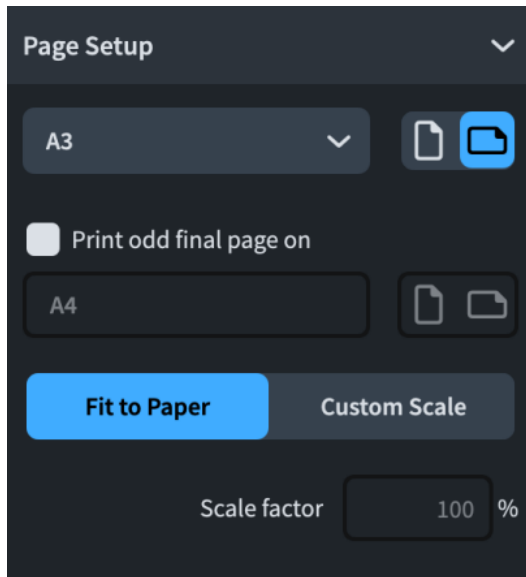 Page Setup
A3
Print odd final page on
A4
Fit to Paper Custom Scale
Scale factor 100 %